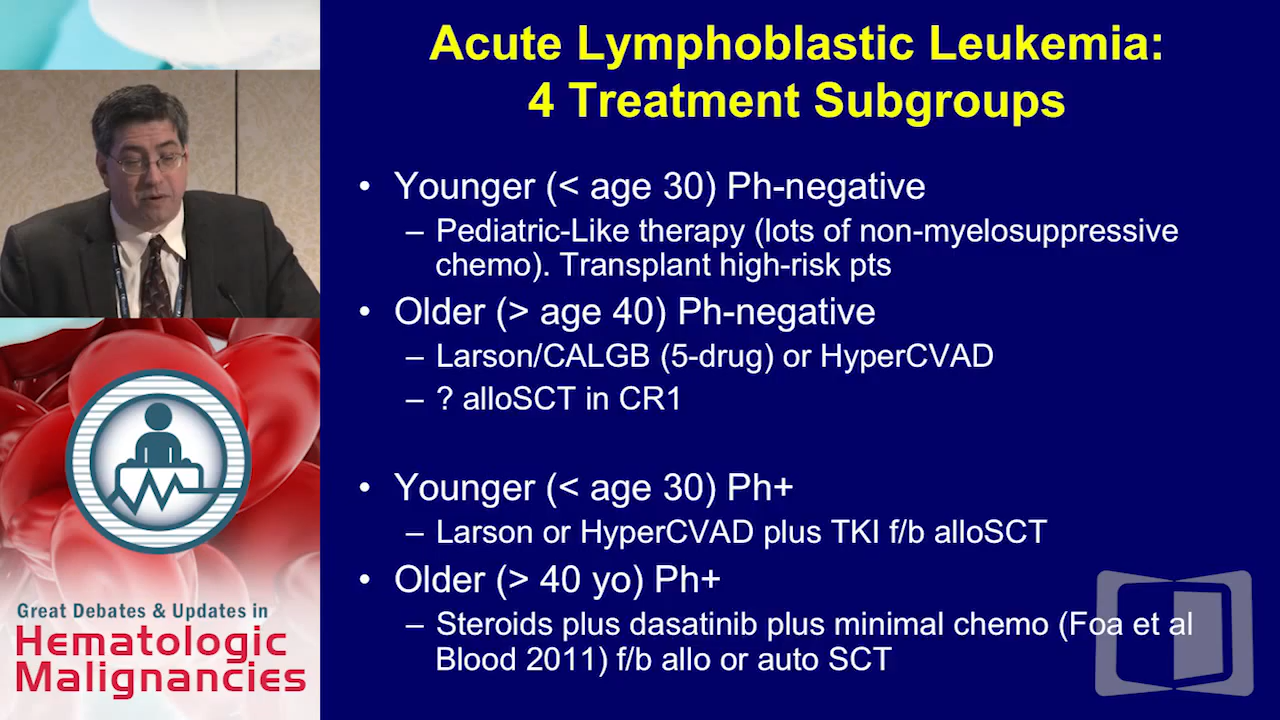 Acute Lymphoblastic Leukemia:
4 Treatment Subgroups
• Younger (< age 30) Ph-negative
– Pediatric-Like therapy (lots of non-myelosuppressive
chemo). Transplant high-risk pts
• Older (> age 40) Ph-negative
– Larson/CALGB (5-drug) or HyperCVAD
– ? alloSCT in CR1
• Younger (< age 30) Ph+
– Larson or HyperCVAD plus TKI f/b alloSCT
• Older (> 40 yo) Ph+
– Steroids plus dasatinib plus minimal chemo (Foa et al
Blood 2011) f/b allo or auto SCT
Great Debates & Updates in
Hematologic
Malignancies